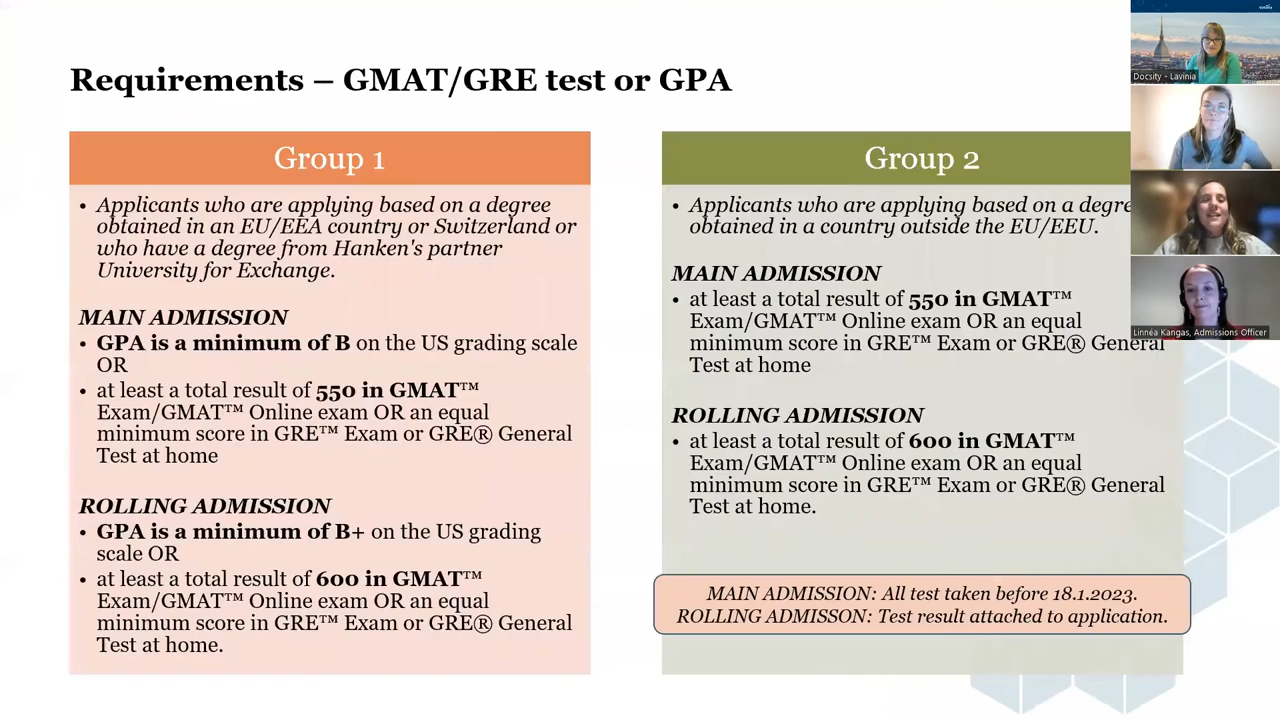 Requirements – GMAT/GRE test or GPA
Group 1
• Applicants who are applying based on a degree
obtained in an EU/EEA country or Switzerland or
who have a degree from Hanken's partner
University for Exchange.
MAIN ADMISSION
• GPA is a minimum of B on the US grading scale
OR
• at least a total result of 550 in GMAT™
Exam/GMAT™ Online exam OR an equal
minimum score in GRE™ Exam or GRE® General
Test at home
ROLLING ADMISSION
• GPA is a minimum of B+ on the US grading
scale OR
• at least a total result of 600 in GMAT™
Exam/GMAT™ Online exam OR an equal
minimum score in GRE™ Exam or GRE® General
Test at home.
Group 2
• Applicants who are applying based on a degre
obtained in a country outside the EU/EEU.
MAIN ADMISSION
• at least a total result of 550 in GMAT™
Exam/GMAT™ Online exam OR an equal
minimum score in GRE™ Exam or GRE® General
Test at home
ROLLING ADMISSION
• at least a total result of 600 in GMAT™
Exam/GMAT™ Online exam OR an equal
minimum score in GRE™ Exam or GRE® General
Test at home.
MAIN ADMISSION: All test taken before 18.1.2023.
ROLLING ADMISSON: Test result attached to application.
Docsity - Lavinia
Linnéa Kangas, Admissions Officer